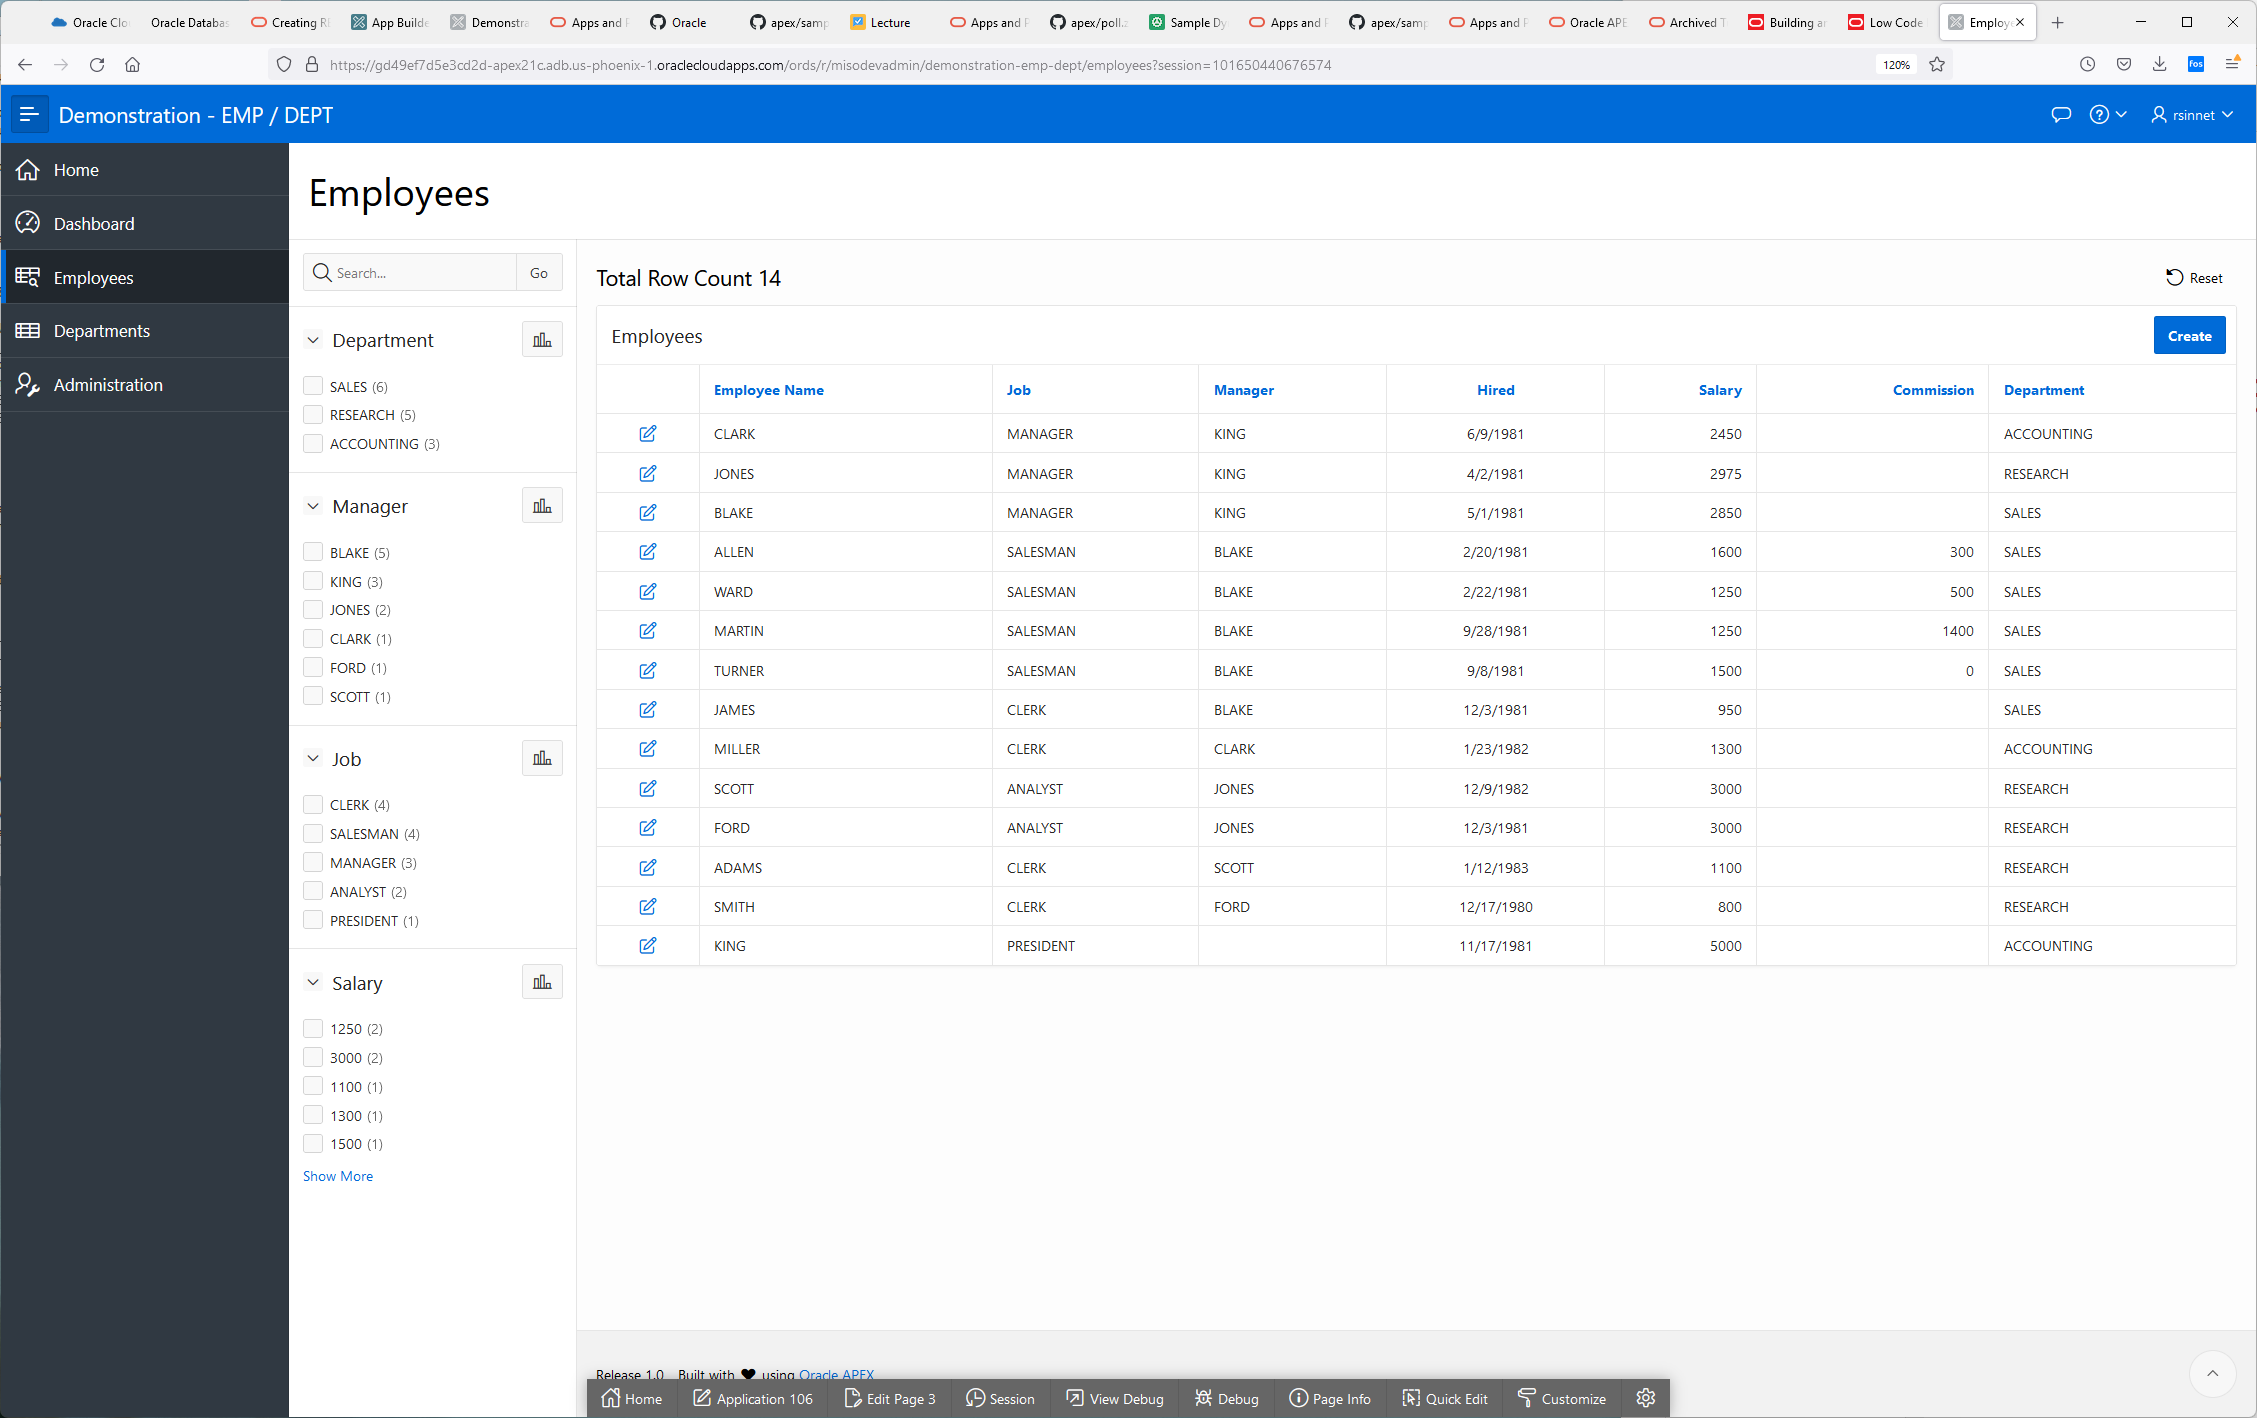 Oracle Clo
Oracle Databas
Creating RE
App Builde
Demonstra
Apps and F
Oracle
apex/samp
Lecture
Apps and F
apex/poll.z
Sample Dy
Apps and F
apex/samp
Apps and F
Oracle APE
Archived T
Building an
Low Code
Employe
https://gd49ef7d5e3cd2d-apex21c.adb.us-phoenix-1.oraclecloudapps.com/ords/r/misodevadmin/demonstration-emp-dept/employees?session=101650440676574
120%
fos
Demonstration - EMP / DEPT
rsinnet
Home
Dashboard
Employees
Departments
Administration
Employees
Search...
Go
Department
SALES (6)
RESEARCH (5)
ACCOUNTING (3)
Manager
BLAKE (5)
KING (3)
JONES (2)
CLARK (1)
FORD (1)
SCOTT (1)
Job
CLERK (4)
SALESMAN (4)
MANAGER (3)
ANALYST (2)
PRESIDENT (1)
Salary
1250 (2)
3000 (2)
1100 (1)
1300 (1)
1500 (1)
Show More
Total Row Count 14
Reset
Employees
Create
Employee Name Job Manager Hired Salary Commission Department
CLARK MANAGER KING 6/9/1981 2450 ACCOUNTING
JONES MANAGER KING 4/2/1981 2975 RESEARCH
BLAKE MANAGER KING 5/1/1981 2850 SALES
ALLEN SALESMAN BLAKE 2/20/1981 1600 300 SALES
WARD SALESMAN BLAKE 2/22/1981 1250 500 SALES
MARTIN SALESMAN BLAKE 9/28/1981 1250 1400 SALES
TURNER SALESMAN BLAKE 9/8/1981 1500 0 SALES
JAMES CLERK BLAKE 12/3/1981 950 SALES
MILLER CLERK CLARK 1/23/1982 1300 ACCOUNTING
SCOTT ANALYST JONES 12/9/1982 3000 RESEARCH
FORD ANALYST JONES 12/3/1981 3000 RESEARCH
ADAMS CLERK SCOTT 1/12/1983 1100 RESEARCH
SMITH CLERK FORD 12/17/1980 800 RESEARCH
KING PRESIDENT 11/17/1981 5000 ACCOUNTING
Release 1.0 Built with ♥ using Oracle APEX
Home
Application 106
Edit Page 3
Session
View Debug
Debug
Page Info
Quick Edit
Customize